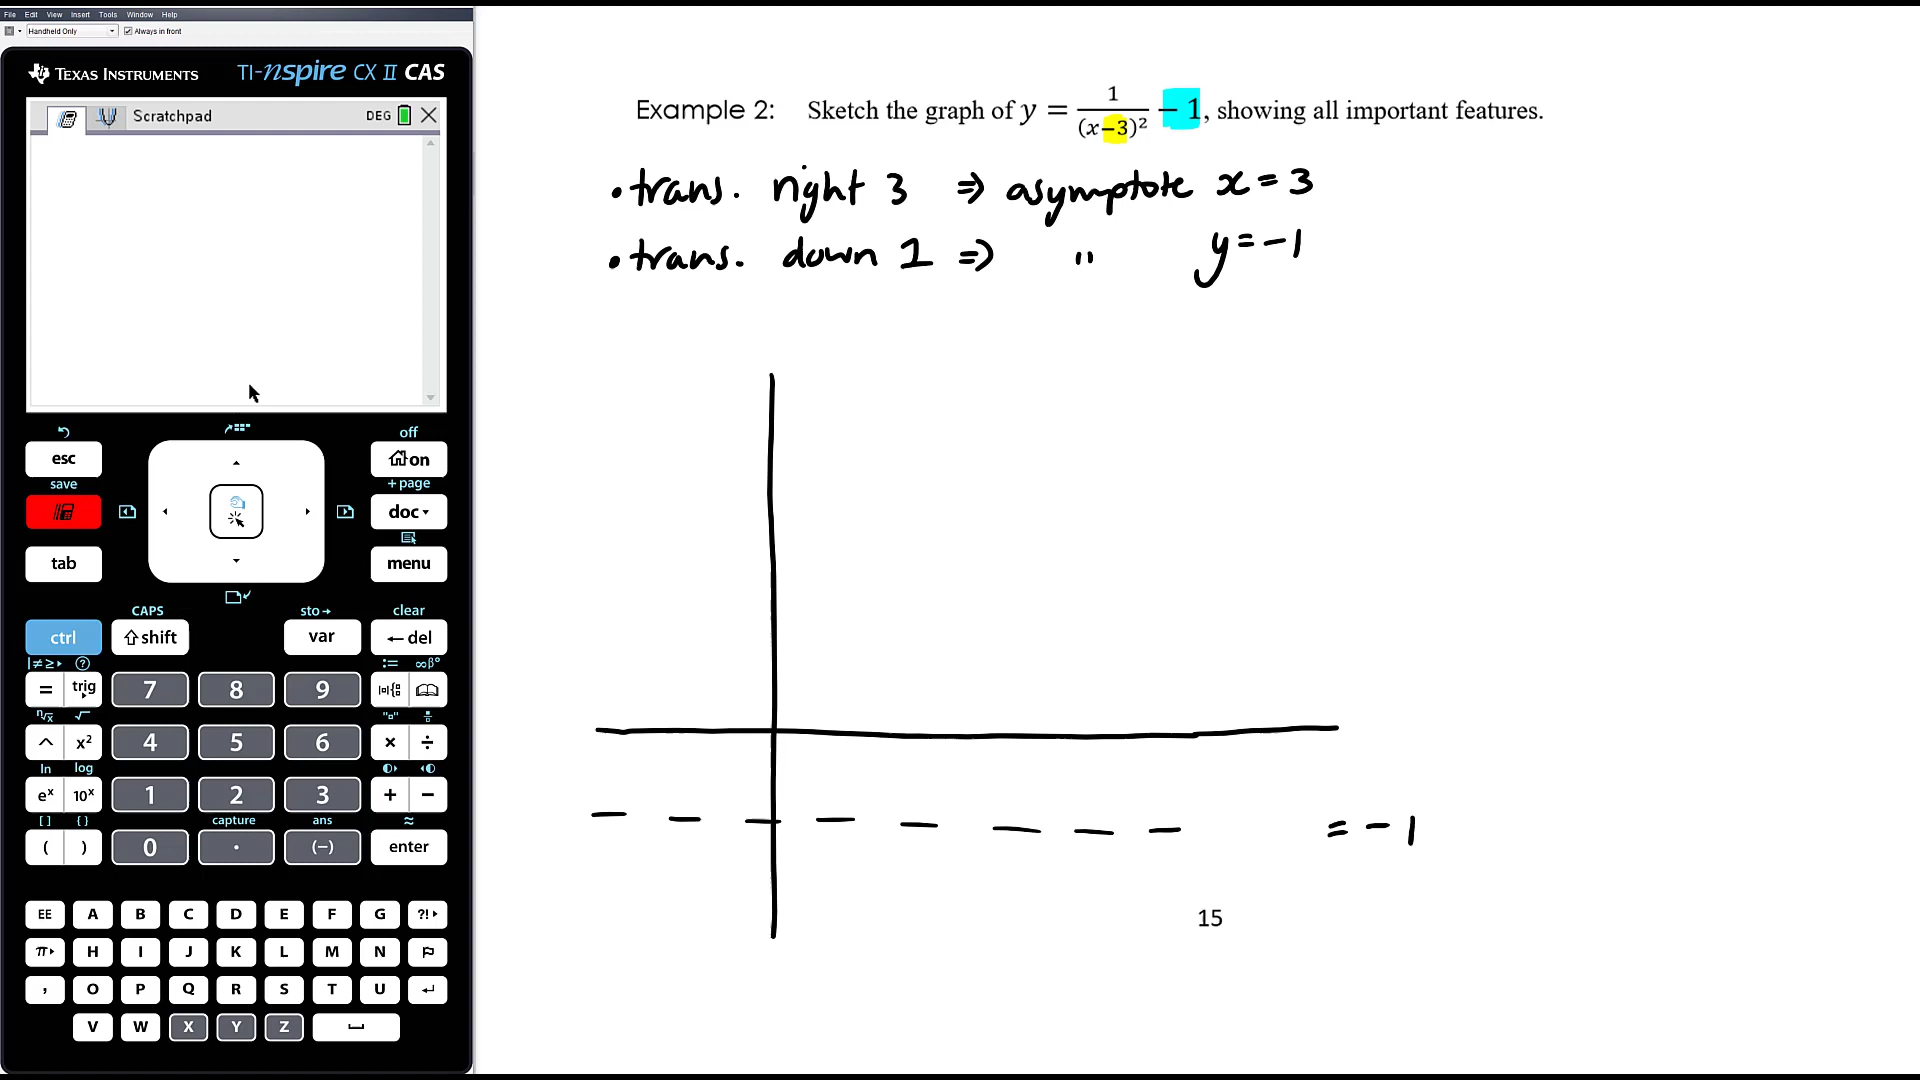 File Edit View Insert Tools Window Help
Handheld Only Always in front
TEXAS INSTRUMENTS TI-nspire CX II CAS
Scratchpad DEG
off
esc on
save + page
doc
tab menu
CAPS sto→ clear
ctrl ⇧shift var ←del
|≠≥▸ ? := ∞β°
= trig 7 8 9
ⁿ√x √ "▫"
^ x² 4 5 6 × ÷
ln log
eˣ 10ˣ 1 2 3 + −
[ ] { } capture ans ≈
( ) 0 . (−) enter
EE A B C D E F G ?!▸
π▸ H I J K L M N
, O P Q R S T U ↵
V W X Y Z
Example 2: Sketch the graph of y = 1/(x−3)² − 1, showing all important features.
• trans. right 3 ⇒ asymptote x = 3
• trans. down 1 ⇒ " y = −1
= −1
15